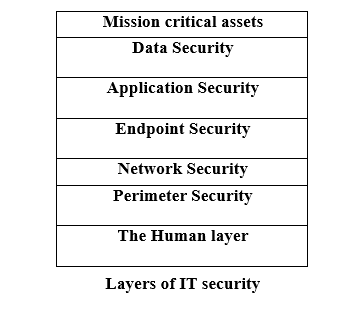 Mission critical assets
Data Security
Application Security
Endpoint Security
Network Security
Perimeter Security
The Human layer
Layers of IT security